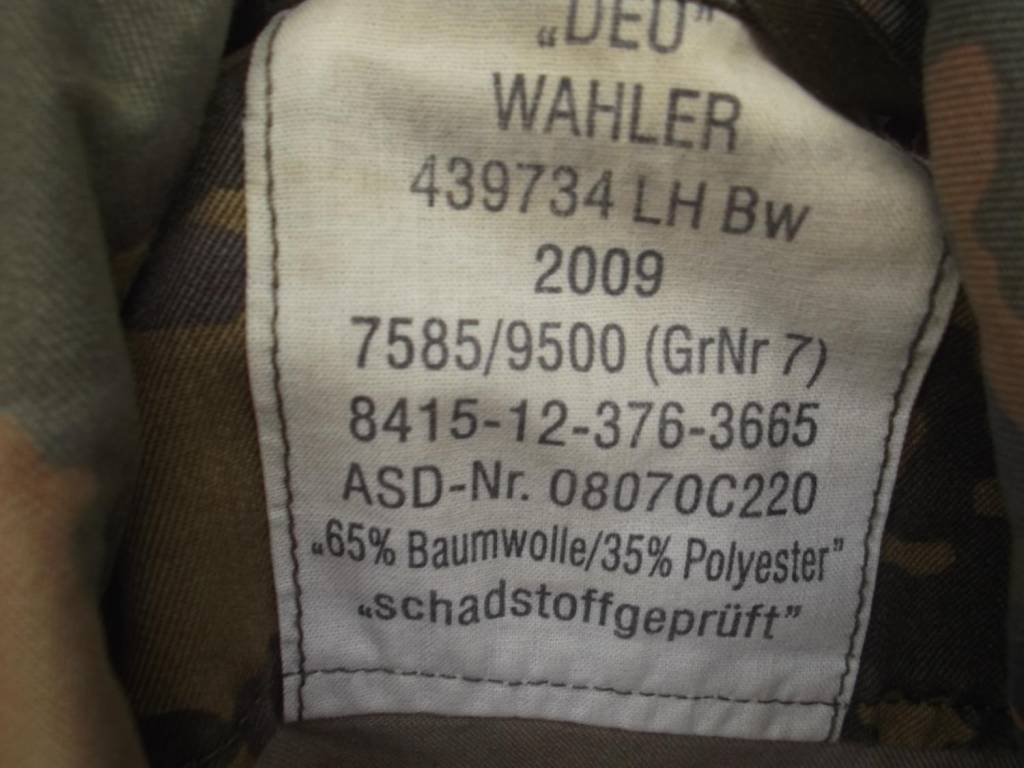 „DEU”
WAHLER
439734 LH Bw
2009
7585/9500 (GrNr 7)
8415-12-376-3665
ASD-Nr. 08070C220
„65% Baumwolle/35% Polyester”
„schadstoffgeprüft”